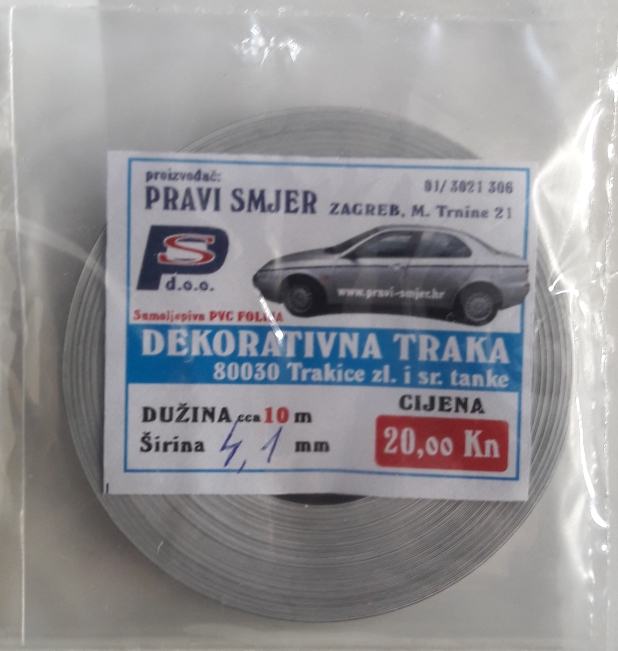 proizvođač:
01/3021 306
PRAVI SMJER ZAGREB, M. Trnine 21
PS
d.o.o.
www.pravi-smjer.hr
Samoljepiva PVC FOLIJA
DEKORATIVNA TRAKA
80030 Trakice zl. i sr. tanke
DUŽINA cca 10 m
CIJENA
Širina 4,1 mm
20,00 Kn